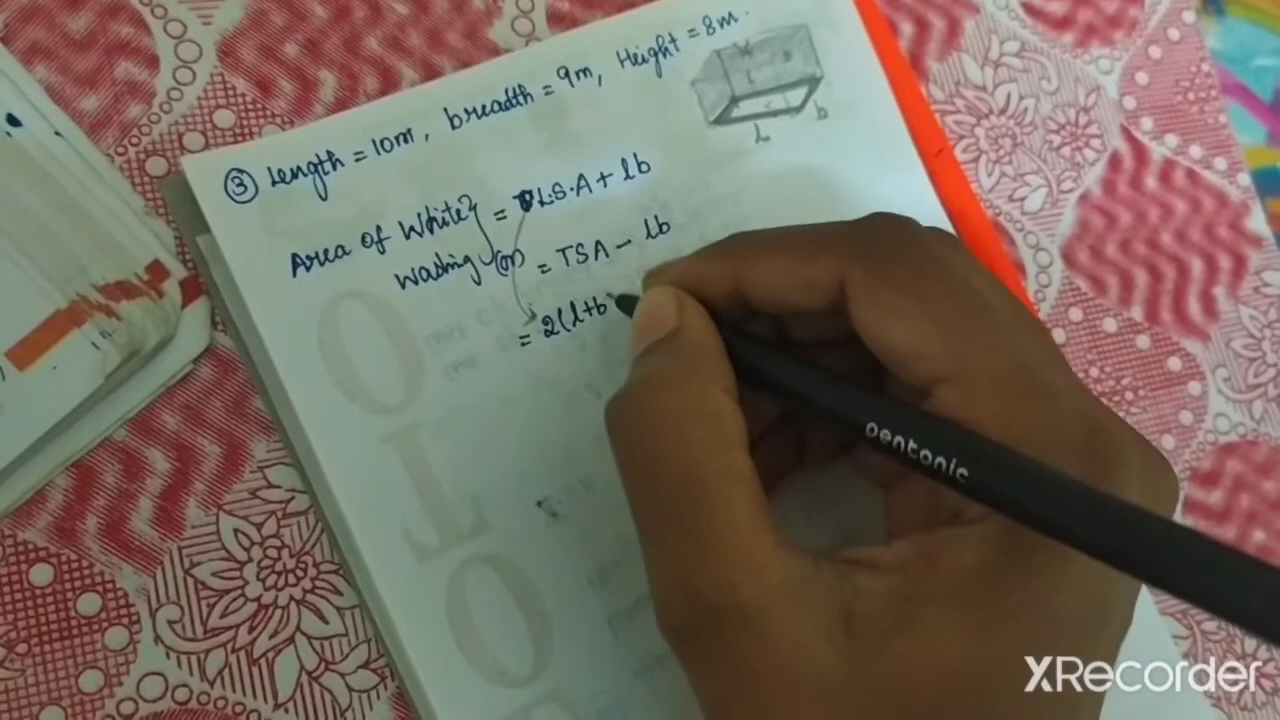 ③ Length = 10m, breadth = 9m, Height = 8m.
Area of White} = L.S.A + lb
washing (or) = TSA - lb
= 2(l+b
L b
pentonic
XRecorder